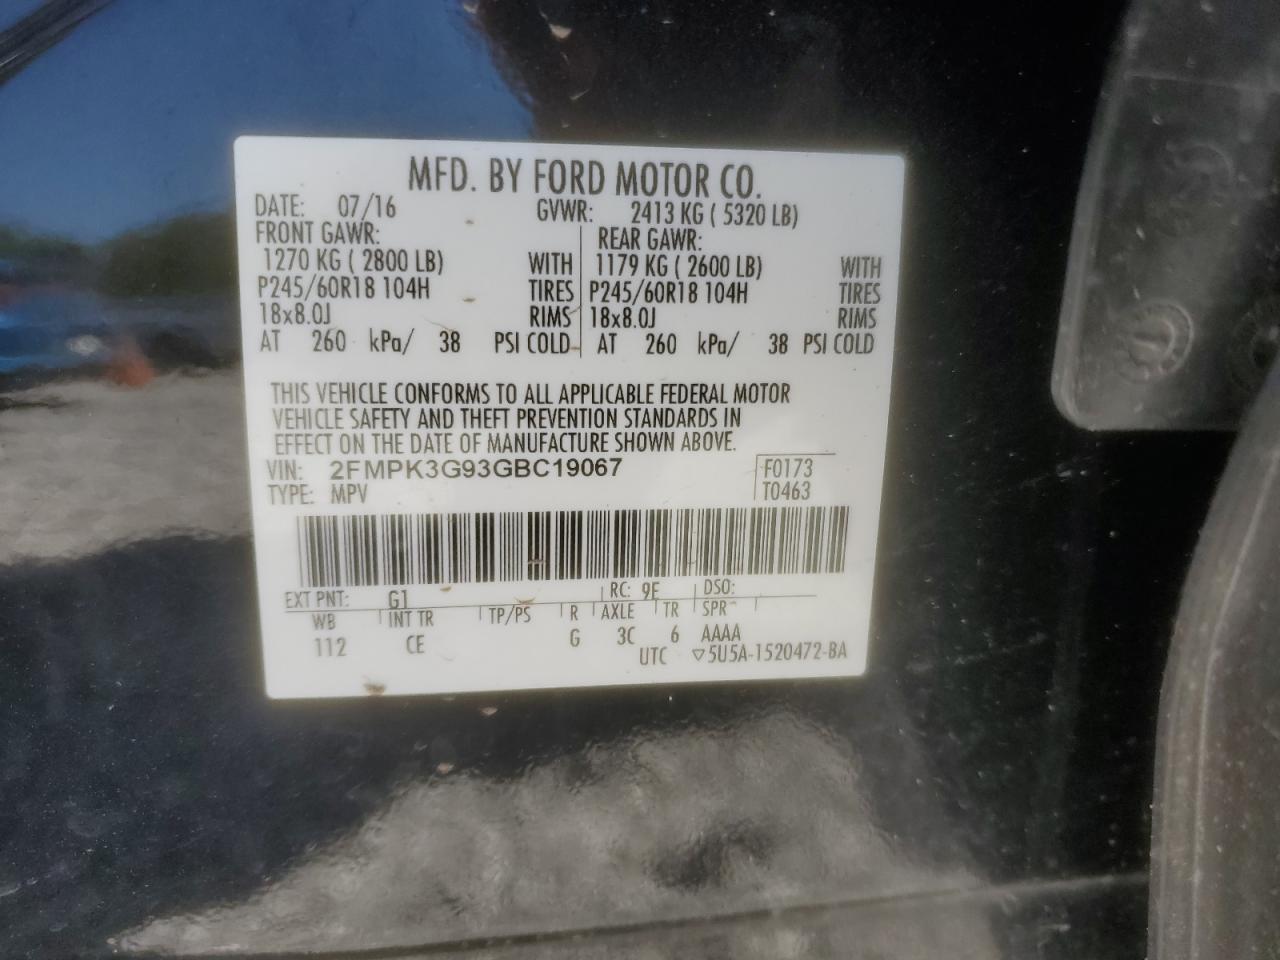 MFD. BY FORD MOTOR CO.
DATE: 07/16 GVWR: 2413 KG ( 5320 LB)
FRONT GAWR: REAR GAWR:
1270 KG ( 2800 LB) WITH 1179 KG ( 2600 LB) WITH
P245/60R18 104H TIRES P245/60R18 104H TIRES
18x8.0J RIMS 18x8.0J RIMS
AT 260 kPa/ 38 PSI COLD AT 260 kPa/ 38 PSI COLD
THIS VEHICLE CONFORMS TO ALL APPLICABLE FEDERAL MOTOR
VEHICLE SAFETY AND THEFT PREVENTION STANDARDS IN
EFFECT ON THE DATE OF MANUFACTURE SHOWN ABOVE.
VIN: 2FMPK3G93GBC19067 F0173
TYPE: MPV T0463
EXT PNT: G1 RC: 9E DSO:
WB INT TR TP/PS R AXLE TR SPR
112 CE G 3C 6 AAAA
UTC ▽5U5A-1520472-BA